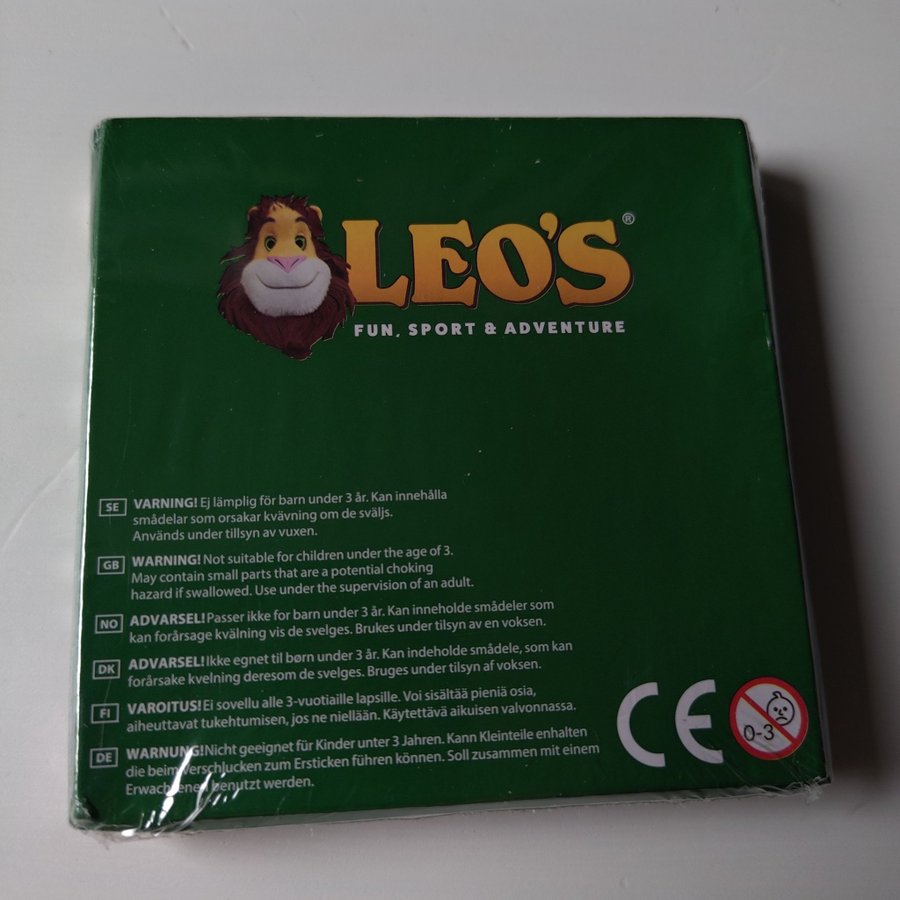 LEO'S®
FUN, SPORT & ADVENTURE
SE VARNING! Ej lämplig för barn under 3 år. Kan innehålla
smådelar som orsakar kvävning om de sväljs.
Används under tillsyn av vuxen.
GB WARNING! Not suitable for children under the age of 3.
May contain small parts that are a potential choking
hazard if swallowed. Use under the supervision of an adult.
NO ADVARSEL! Passer ikke for barn under 3 år. Kan inneholde smådeler som
kan forårsage kvälning vis de svelges. Brukes under tilsyn av en voksen.
DK ADVARSEL! Ikke egnet til børn under 3 år. Kan indeholde smådele, som kan
forårsake kvelning deresom de svelges. Bruges under tilsyn af voksen.
FI VAROITUS! Ei sovellu alle 3-vuotiaille lapsille. Voi sisältää pieniä osia,
aiheuttavat tukehtumisen, jos ne niellään. Käytettävä aikuisen valvonnassa.
DE WARNUNG! Nicht geeignet für Kinder unter 3 Jahren. Kann Kleinteile enthalten
die beim Verschlucken zum Ersticken führen können. Soll zusammen mit einem
Erwachsenen benutzt werden.
CE
0-3